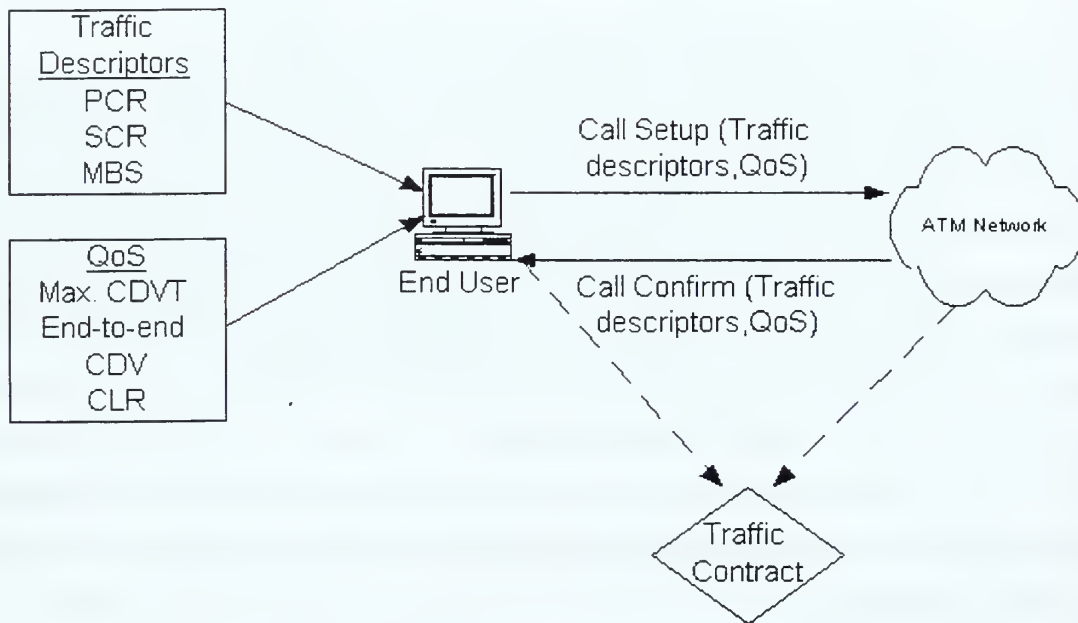 Traffic
Descriptors
PCR
SCR
MBS
QoS
Max. CDVT
End-to-end
CDV
CLR
End User
Call Setup (Traffic
descriptors,QoS)
Call Confirm (Traffic
descriptors,QoS)
ATM Network
Traffic
Contract